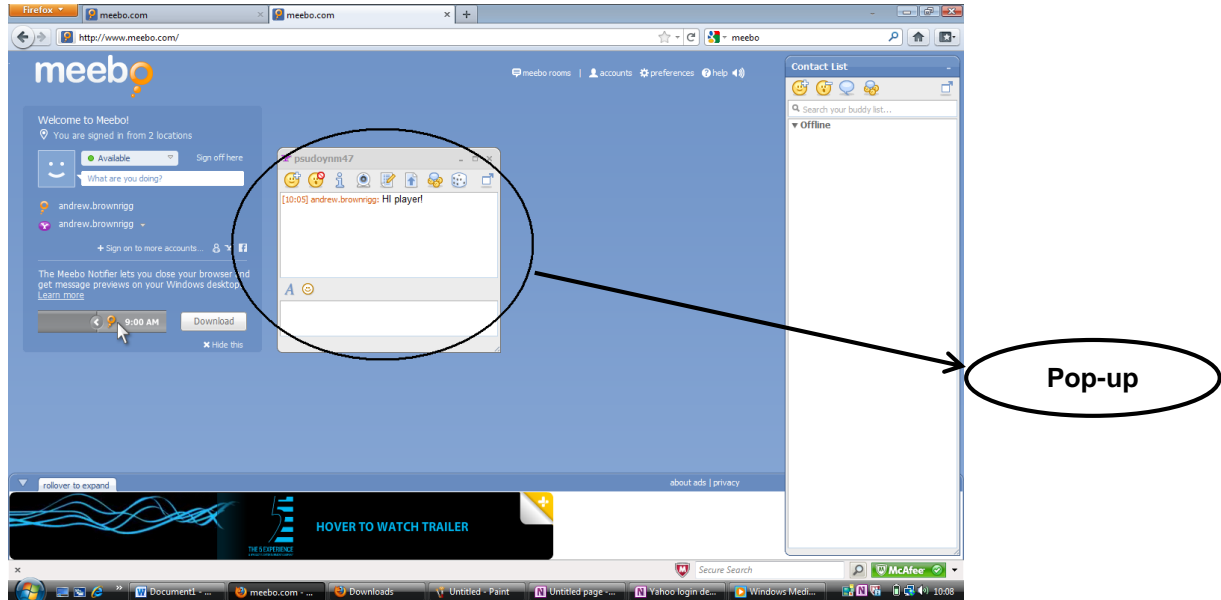 Firefox
meebo.com
meebo.com
http://www.meebo.com/
meebo
meebo
meebo rooms | accounts preferences help
Contact List
Search your buddy list...
Offline
Welcome to Meebo!
You are signed in from 2 locations
Available
Sign off here
What are you doing?
andrew.brownrigg
andrew.brownrigg
+ Sign on to more accounts...
The Meebo Notifier lets you close your browser and
get message previews on your Windows desktop.
Learn more
9:00 AM
Download
Hide this
psudoynm47
[10:05] andrew.brownrigg: HI player!
Pop-up
rollover to expand
about ads | privacy
THE 5 EXPERIENCE
HOVER TO WATCH TRAILER
Secure Search
McAfee
Document1 - ...
meebo.com - ...
Downloads
Untitled - Paint
Untitled page -...
Yahoo login de...
Windows Medi...
10:08